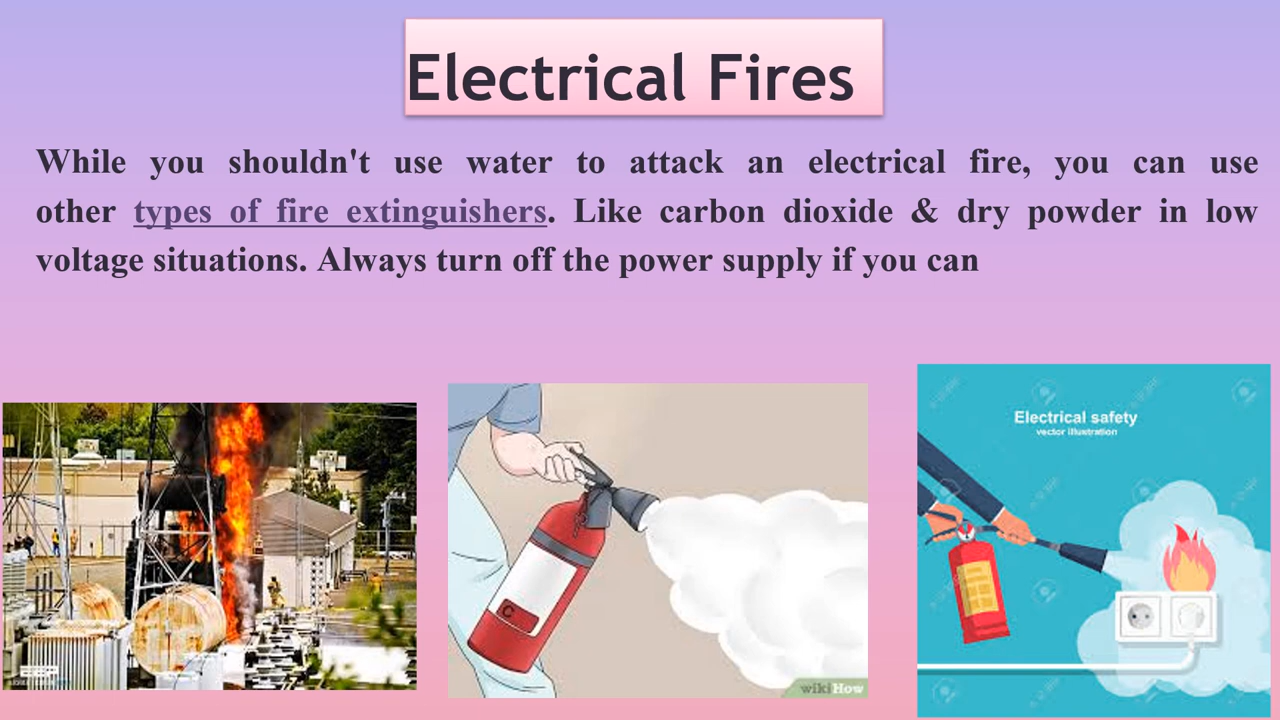 Electrical Fires
While you shouldn't use water to attack an electrical fire, you can use
other types of fire extinguishers. Like carbon dioxide & dry powder in low
voltage situations. Always turn off the power supply if you can
Electrical safety
vector illustration
C
wikiHow